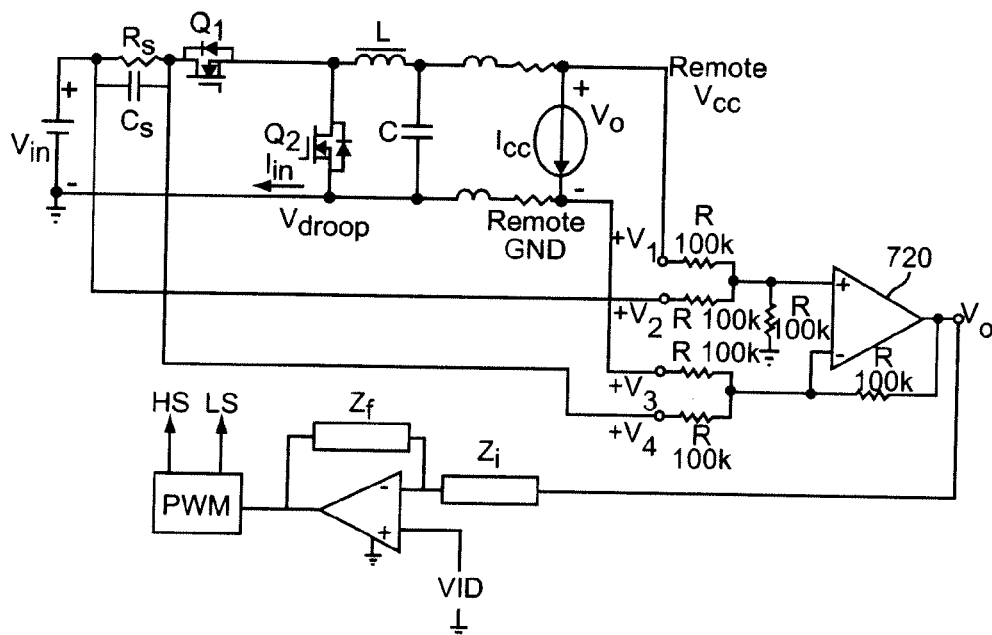 Q1
Rs
L
Cs
+
Vin
-
Q2
Iin
C
Vdroop
+
Vo
Icc
-
Remote
Vcc
Remote
GND
+V1
R
100k
720
+
-
Vo
+V2
R 100k
R
100k
R 100k
R
100k
+V3
+V4
R
100k
HS
LS
Zf
Zi
PWM
-
+
VID